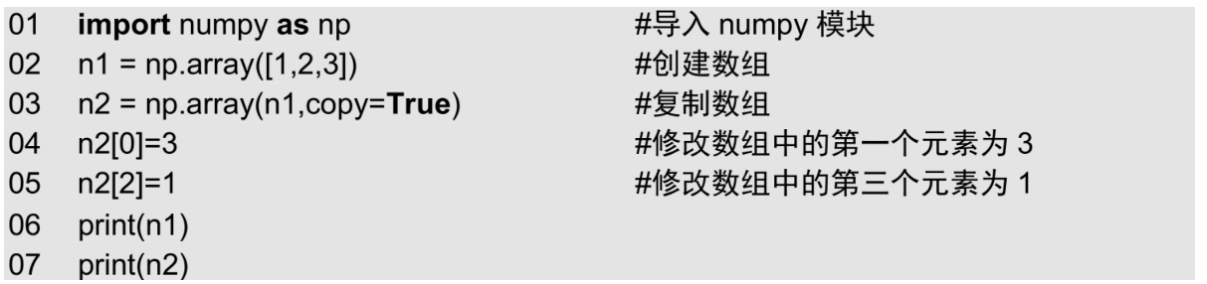 01 import numpy as np #导入 numpy 模块
02 n1 = np.array([1,2,3]) #创建数组
03 n2 = np.array(n1,copy=True) #复制数组
04 n2[0]=3 #修改数组中的第一个元素为 3
05 n2[2]=1 #修改数组中的第三个元素为 1
06 print(n1)
07 print(n2)